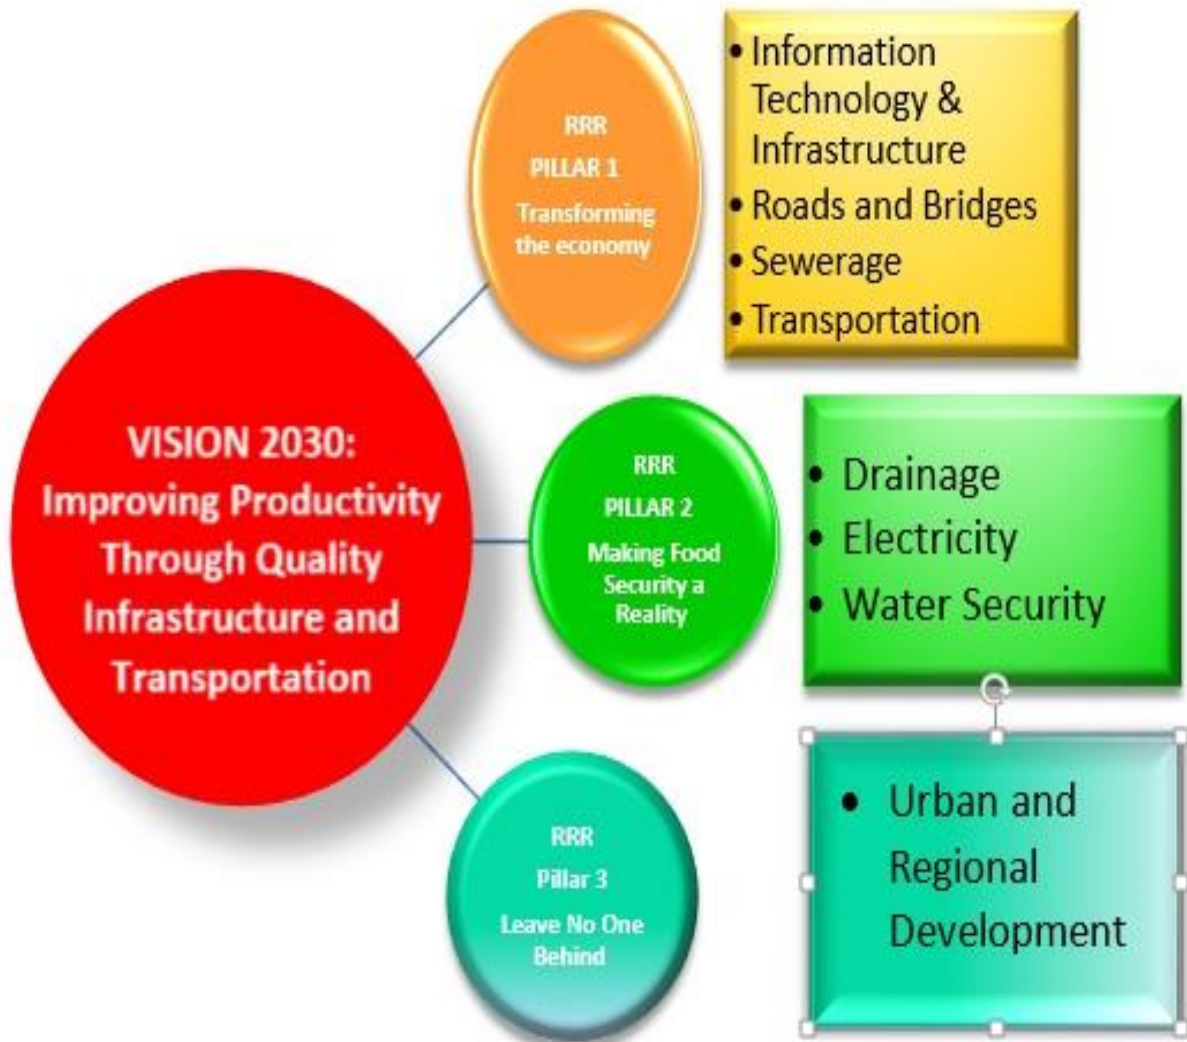 VISION 2030:
Improving Productivity
Through Quality
Infrastructure and
Transportation
RRR
PILLAR 1
Transforming
the economy
• Information
Technology &
Infrastructure
• Roads and Bridges
• Sewerage
• Transportation
RRR
PILLAR 2
Making Food
Security a
Reality
• Drainage
• Electricity
• Water Security
RRR
Pillar 3
Leave No One
Behind
• Urban and
Regional
Development